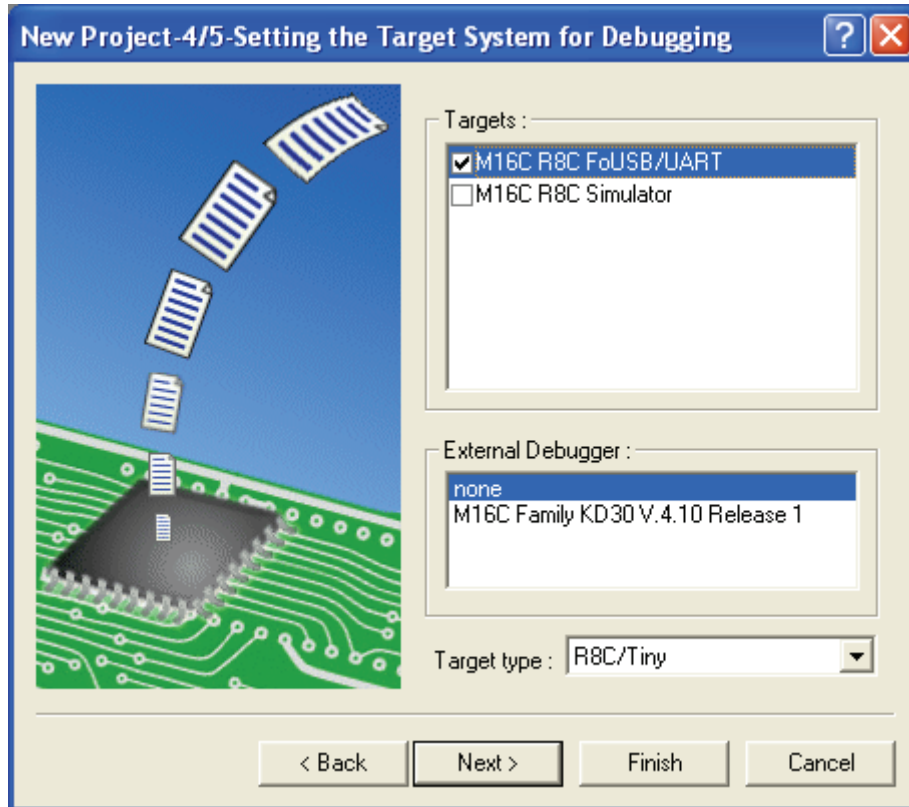 New Project-4/5-Setting the Target System for Debugging
Targets :
M16C R8C FoUSB/UART
M16C R8C Simulator
External Debugger :
none
M16C Family KD30 V.4.10 Release 1
Target type : R8C/Tiny
< Back Next > Finish Cancel